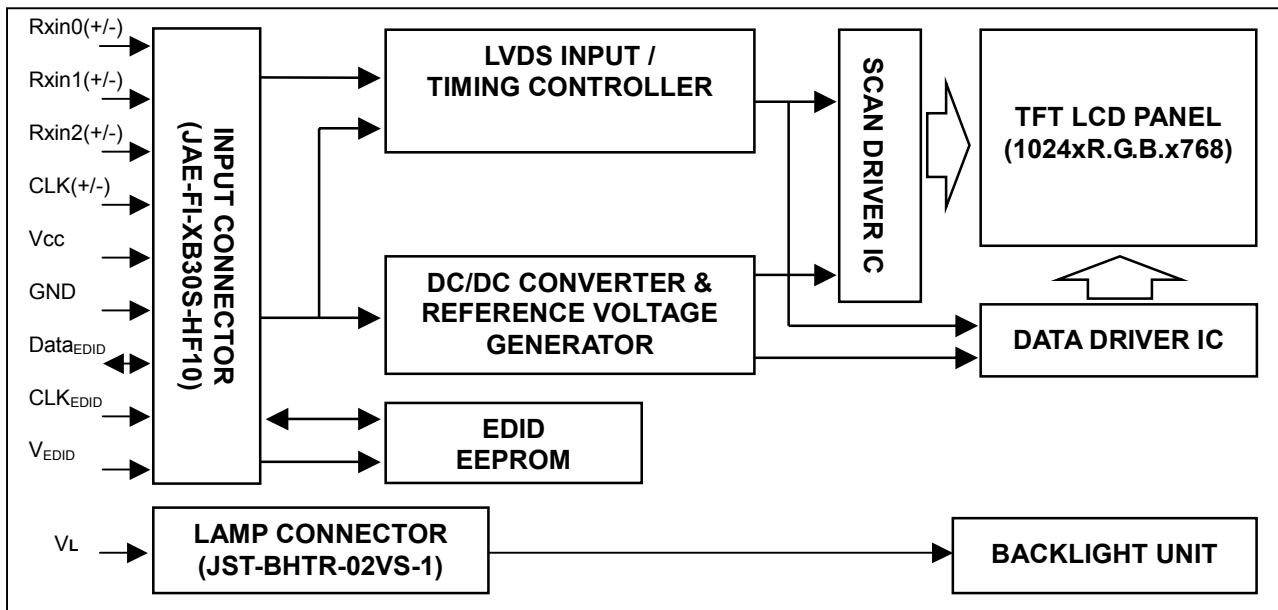 Rxin0(+/-)
Rxin1(+/-)
Rxin2(+/-)
CLK(+/-)
Vcc
GND
DataEDID
CLKEDID
VEDID
VL
INPUT CONNECTOR
(JAE-FI-XB30S-HF10)
LVDS INPUT /
TIMING CONTROLLER
DC/DC CONVERTER &
REFERENCE VOLTAGE
GENERATOR
EDID
EEPROM
LAMP CONNECTOR
(JST-BHTR-02VS-1)
SCAN DRIVER IC
TFT LCD PANEL
(1024xR.G.B.x768)
DATA DRIVER IC
BACKLIGHT UNIT